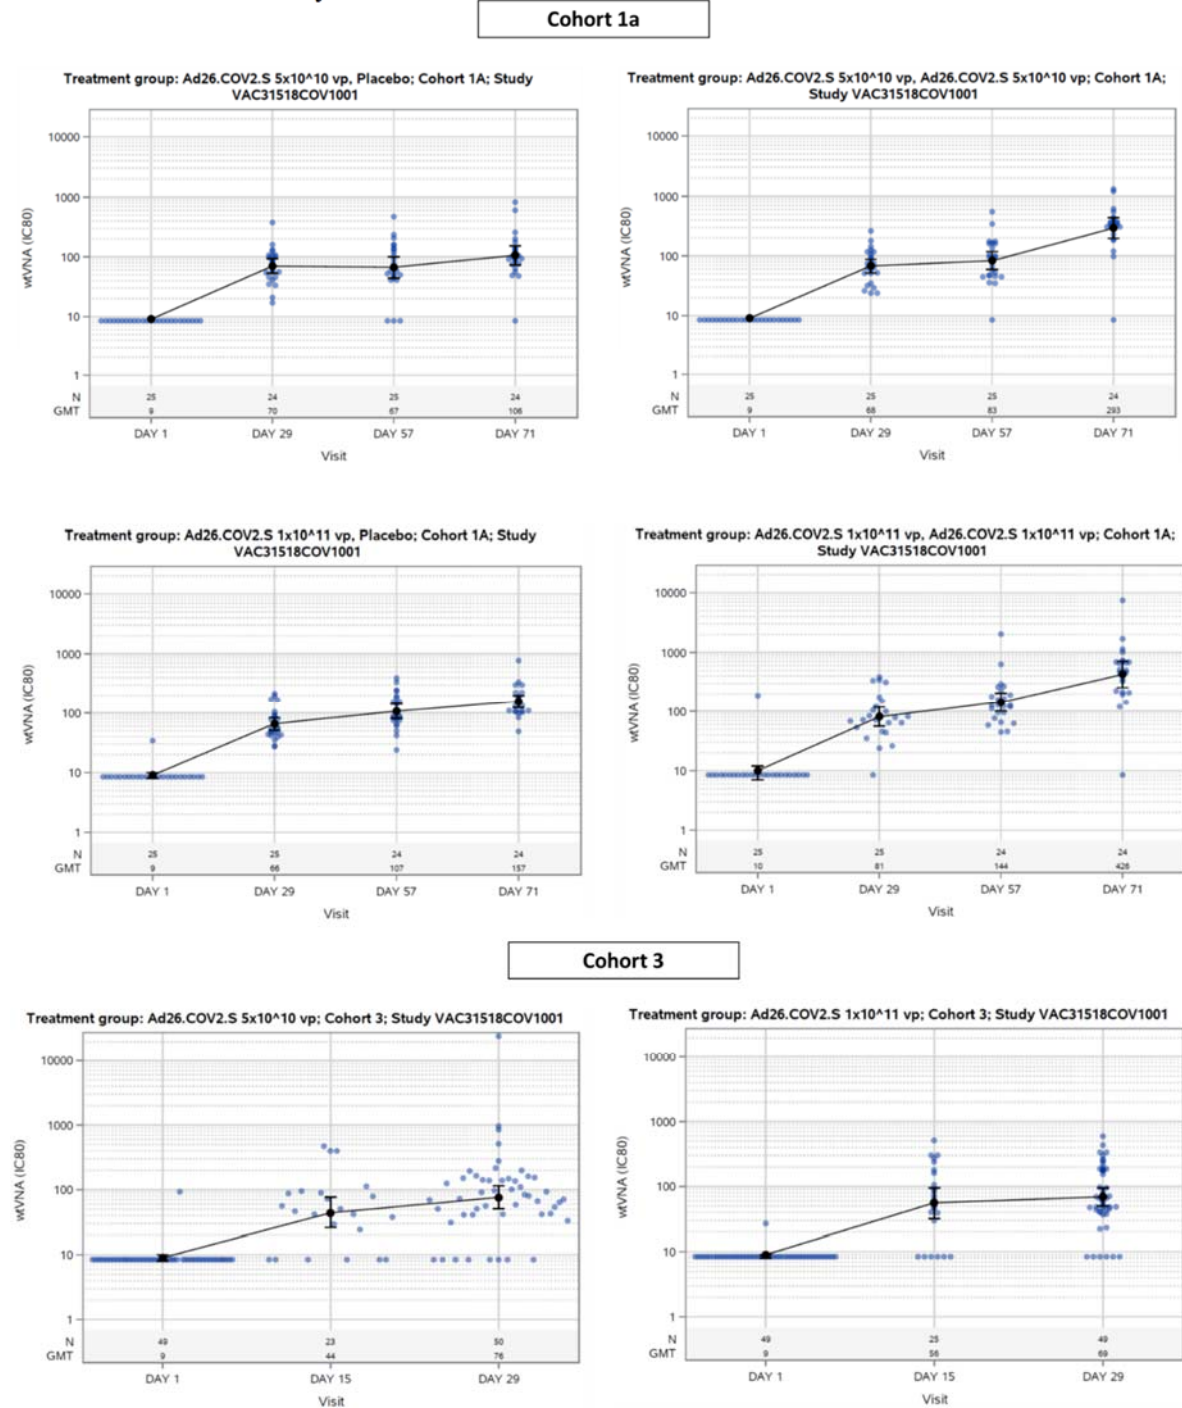 Cohort 1a
Treatment group: Ad26.COV2.S 5x10^10 vp, Placebo; Cohort 1A; Study
VAC31518COV1001
wtVNA (IC80)
10000
1000
100
10
1
N 25 24 25 24
GMT 9 70 67 106
DAY 1 DAY 29 DAY 57 DAY 71
Visit
Treatment group: Ad26.COV2.S 5x10^10 vp, Ad26.COV2.S 5x10^10 vp; Cohort 1A;
Study VAC31518COV1001
wtVNA (IC80)
10000
1000
100
10
1
N 25 25 25 24
GMT 9 68 83 293
DAY 1 DAY 29 DAY 57 DAY 71
Visit
Treatment group: Ad26.COV2.S 1x10^11 vp, Placebo; Cohort 1A; Study
VAC31518COV1001
wtVNA (IC80)
10000
1000
100
10
1
N 25 25 24 24
GMT 9 66 107 157
DAY 1 DAY 29 DAY 57 DAY 71
Visit
Treatment group: Ad26.COV2.S 1x10^11 vp, Ad26.COV2.S 1x10^11 vp; Cohort 1A;
Study VAC31518COV1001
wtVNA (IC80)
10000
1000
100
10
1
N 25 25 24 24
GMT 10 81 144 426
DAY 1 DAY 29 DAY 57 DAY 71
Visit
Cohort 3
Treatment group: Ad26.COV2.S 5x10^10 vp; Cohort 3; Study VAC31518COV1001
wtVNA (IC80)
10000
1000
100
10
1
N 49 23 50
GMT 9 44 76
DAY 1 DAY 15 DAY 29
Visit
Treatment group: Ad26.COV2.S 1x10^11 vp; Cohort 3; Study VAC31518COV1001
wtVNA (IC80)
10000
1000
100
10
1
N 49 25 49
GMT 9 56 69
DAY 1 DAY 15 DAY 29
Visit